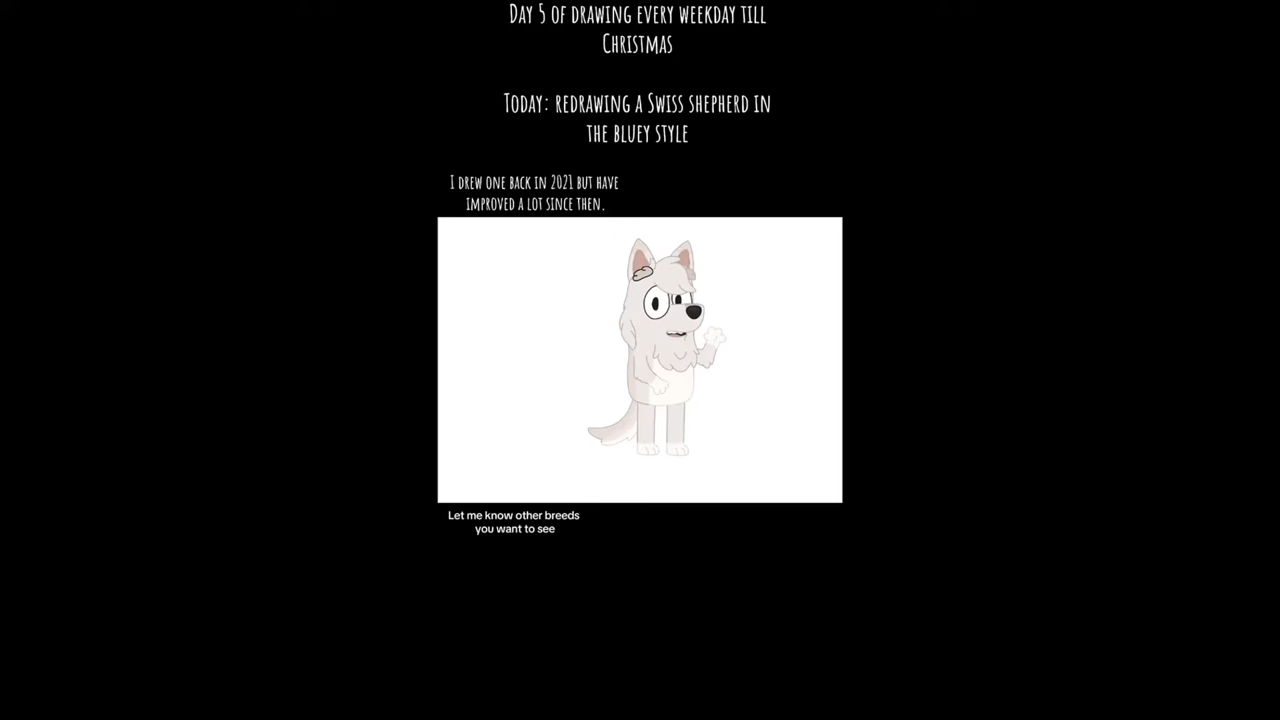 Day 5 of drawing every weekday till
Christmas
Today: redrawing a Swiss shepherd in
the bluey style
I drew one back in 2021 but have
improved a lot since then.
Let me know other breeds
you want to see